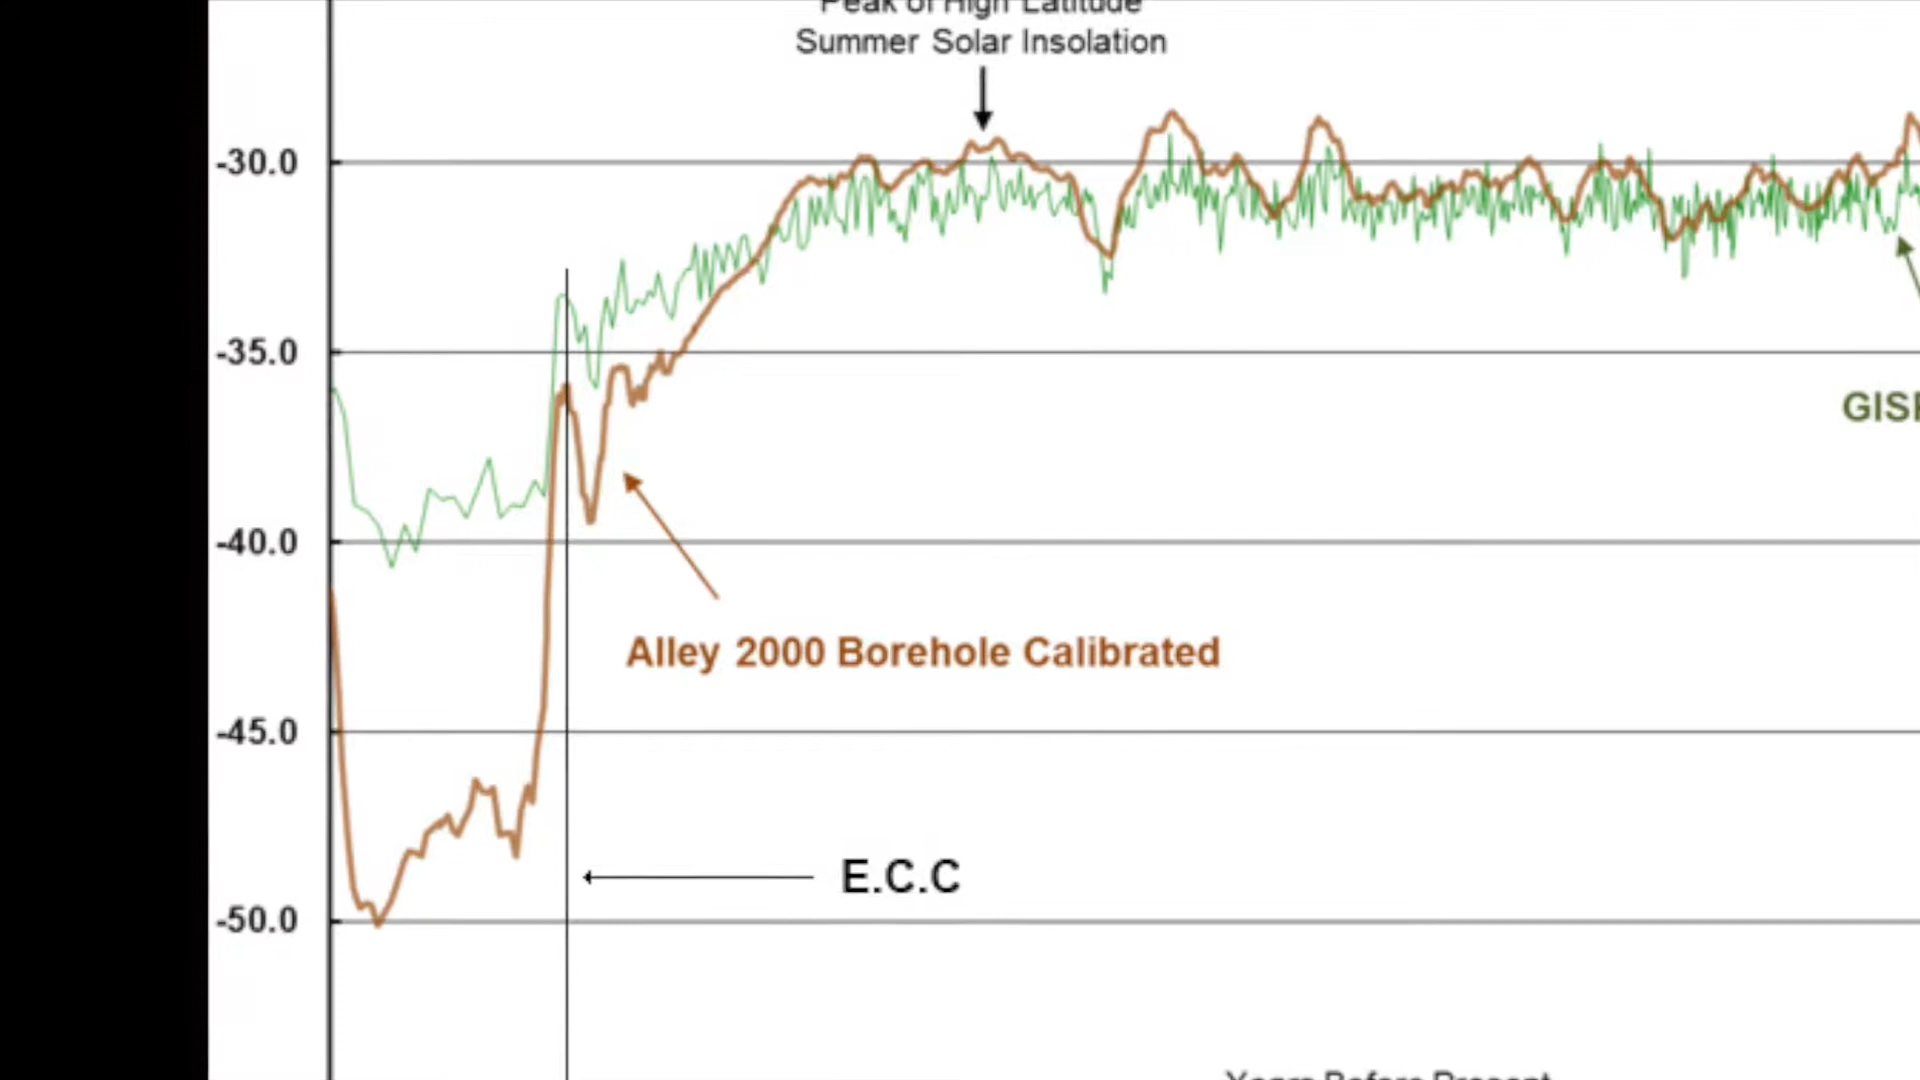 Peak of High Latitude
Summer Solar Insolation
-30.0
-35.0
GISP
-40.0
Alley 2000 Borehole Calibrated
-45.0
E.C.C
-50.0
Years Before Present